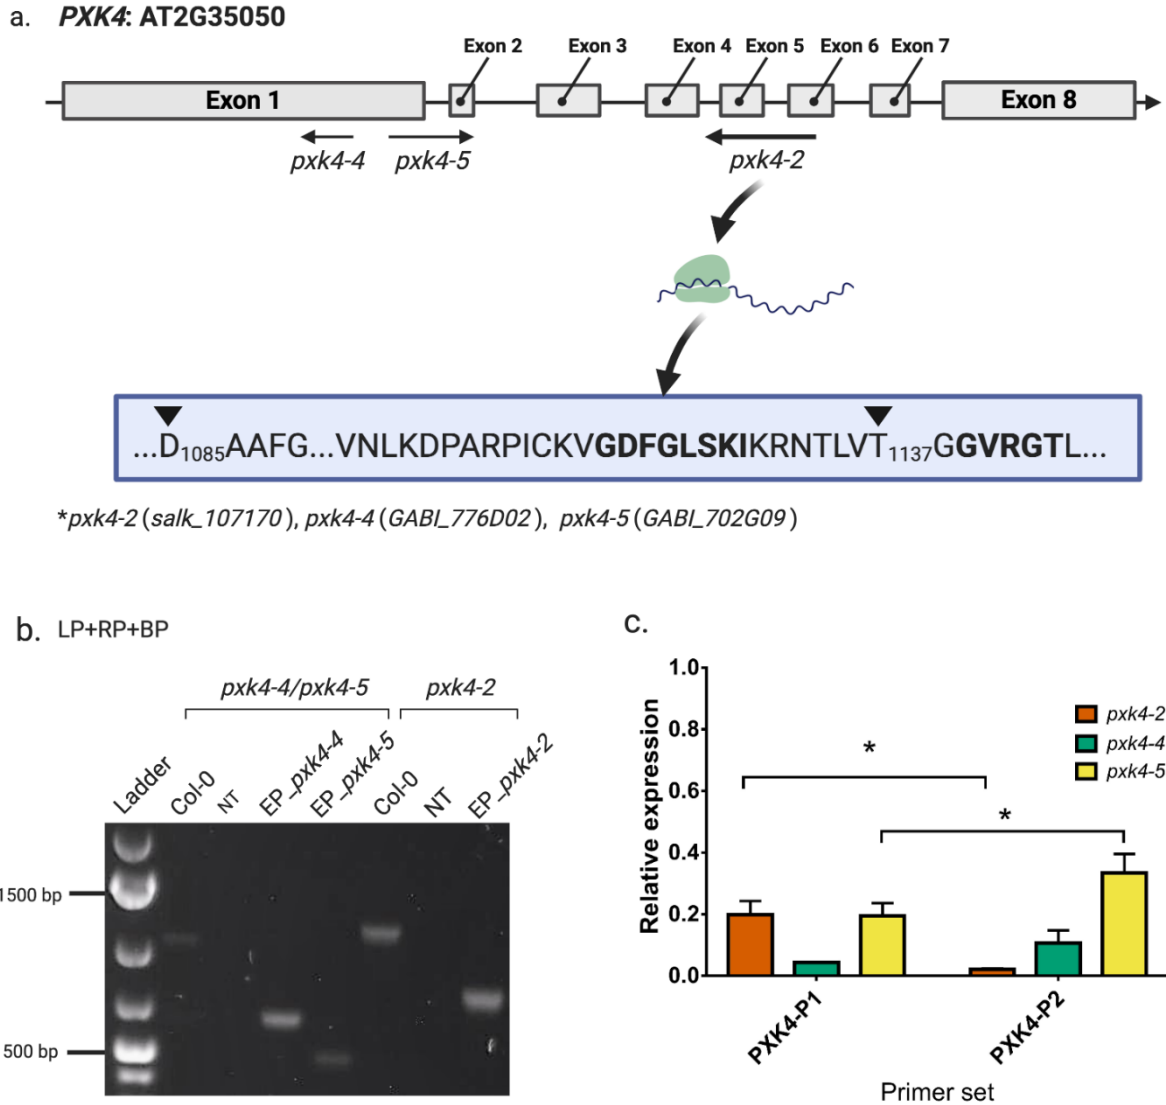 a. PXK4: AT2G35050
Exon 2 Exon 3 Exon 4 Exon 5 Exon 6 Exon 7
Exon 1 Exon 8
pxk4-4 pxk4-5 pxk4-2
...D1085AAFG...VNLKDPARPICKVGDFGLSKIKRNTLVT1137GGVRGTL...
*pxk4-2 (salk_107170), pxk4-4 (GABI_776D02), pxk4-5 (GABI_702G09)
b. LP+RP+BP
pxk4-4/pxk4-5 pxk4-2
Ladder Col-0 NT EP_pxk4-4 EP_pxk4-5 Col-0 NT EP_pxk4-2
1500 bp
500 bp
c.
1.0
0.8
0.6
0.4
0.2
0.0
Relative expression
* *
pxk4-2
pxk4-4
pxk4-5
PXK4-P1 PXK4-P2
Primer set